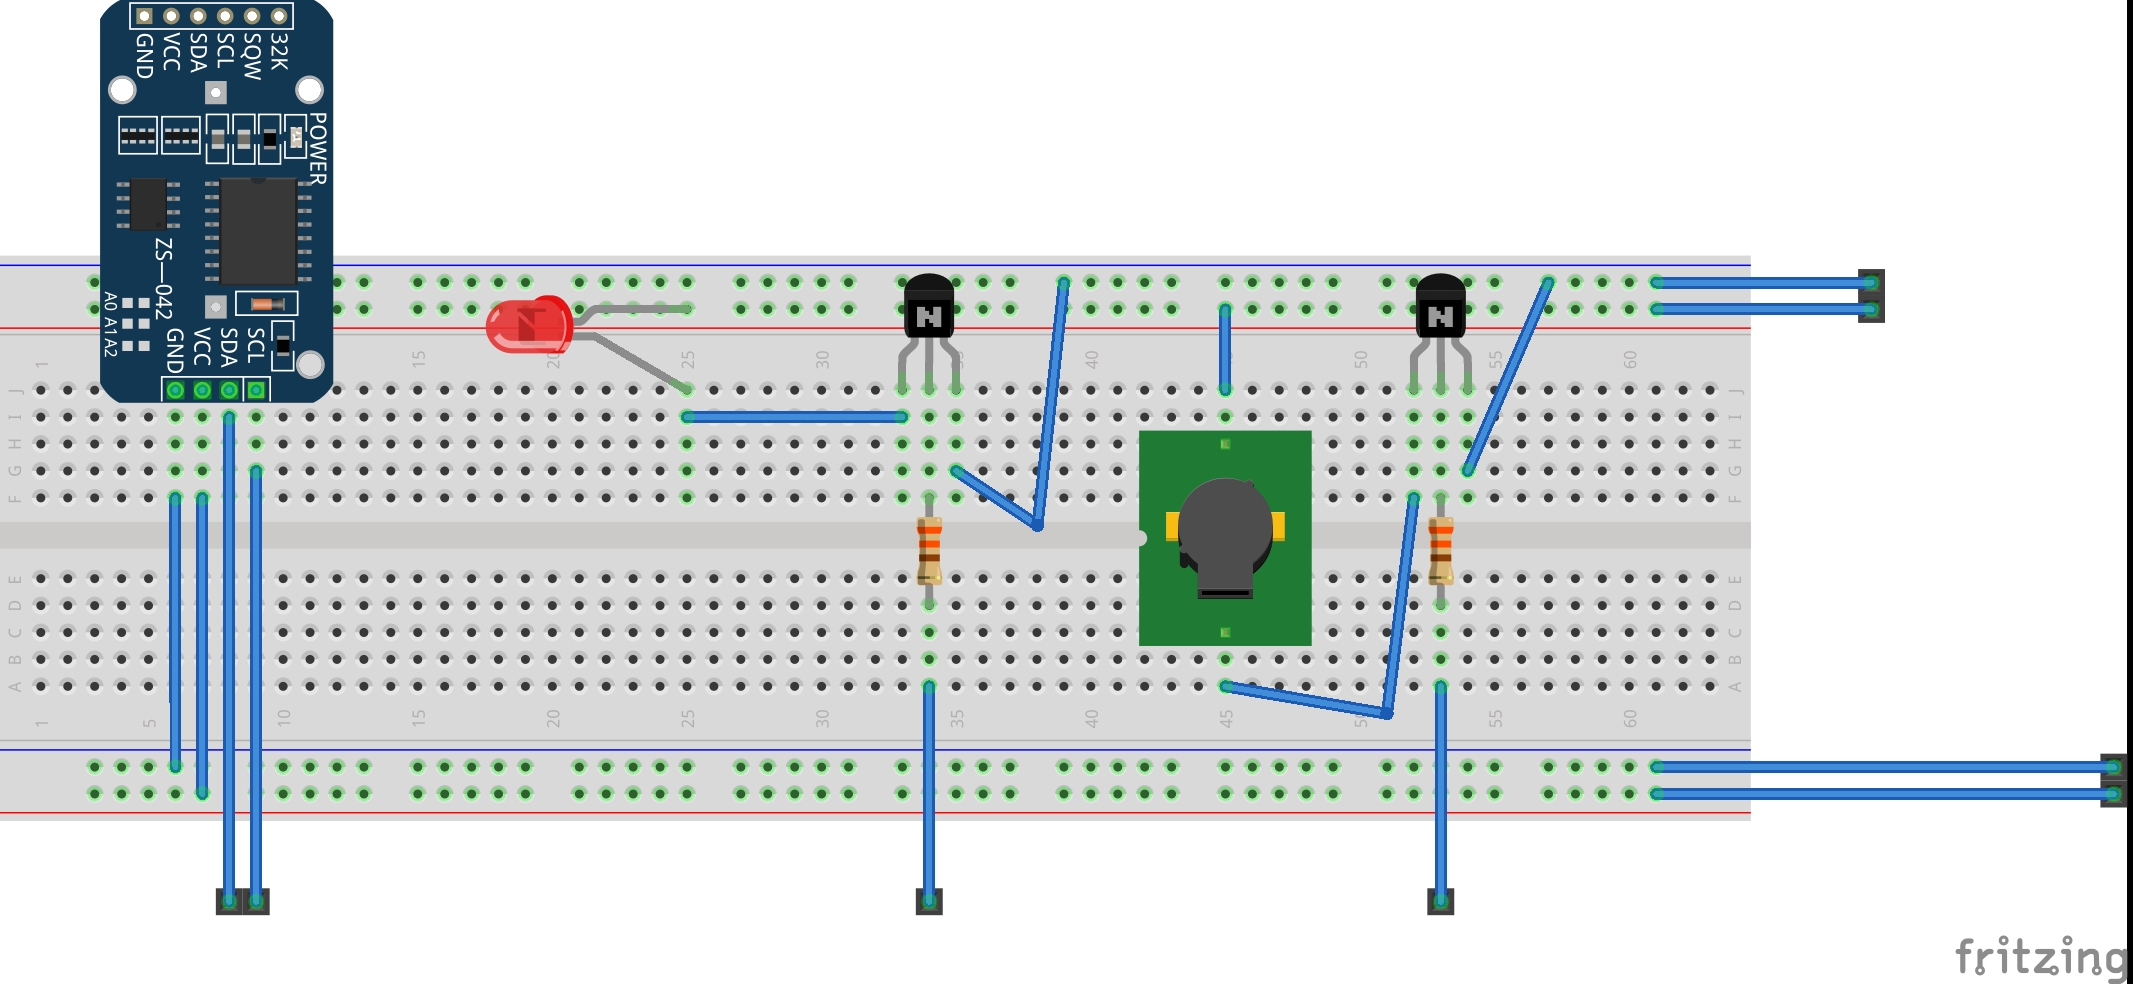 GND VCC SDA SCL SQW 32K
POWER
ZS-042
A0 A1 A2
GND VCC SDA SCL
N
N
1 15 20 25 30 35 40 45 50 55 60
J J
I I
H H
G G
F F
E E
D D
C C
B B
A A
1 5 10 15 20 25 30 35 40 45 50 55 60
fritzing